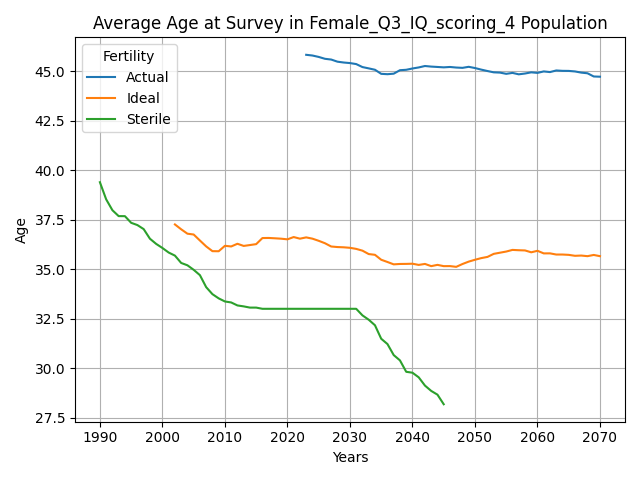 Average Age at Survey in Female_Q3_IQ_scoring_4 Population
Fertility
Actual
Ideal
Sterile
45.0
42.5
40.0
37.5
35.0
32.5
30.0
27.5
Age
1990 2000 2010 2020 2030 2040 2050 2060 2070
Years